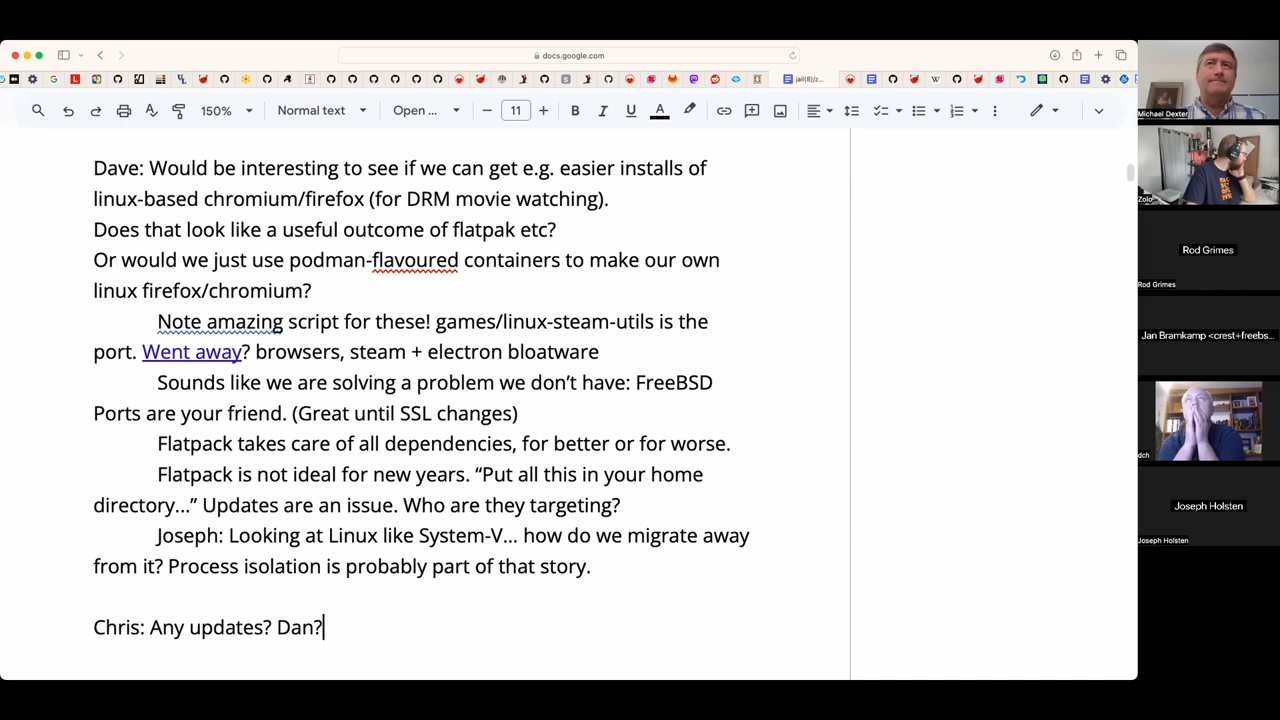 docs.google.com
jail(8)/z...
150%
Normal text
Open ...
11
B
I
U
A
Dave: Would be interesting to see if we can get e.g. easier installs of
linux-based chromium/firefox (for DRM movie watching).
Does that look like a useful outcome of flatpak etc?
Or would we just use podman-flavoured containers to make our own
linux firefox/chromium?
Note amazing script for these! games/linux-steam-utils is the
port. Went away? browsers, steam + electron bloatware
Sounds like we are solving a problem we don’t have: FreeBSD
Ports are your friend. (Great until SSL changes)
Flatpack takes care of all dependencies, for better or for worse.
Flatpack is not ideal for new years. “Put all this in your home
directory...” Updates are an issue. Who are they targeting?
Joseph: Looking at Linux like System-V... how do we migrate away
from it? Process isolation is probably part of that story.
Chris: Any updates? Dan?
Michael Dexter
Zolo
Rod Grimes
Rod Grimes
Jan Bramkamp <crest+freebs...
dch
Joseph Holsten
Joseph Holsten